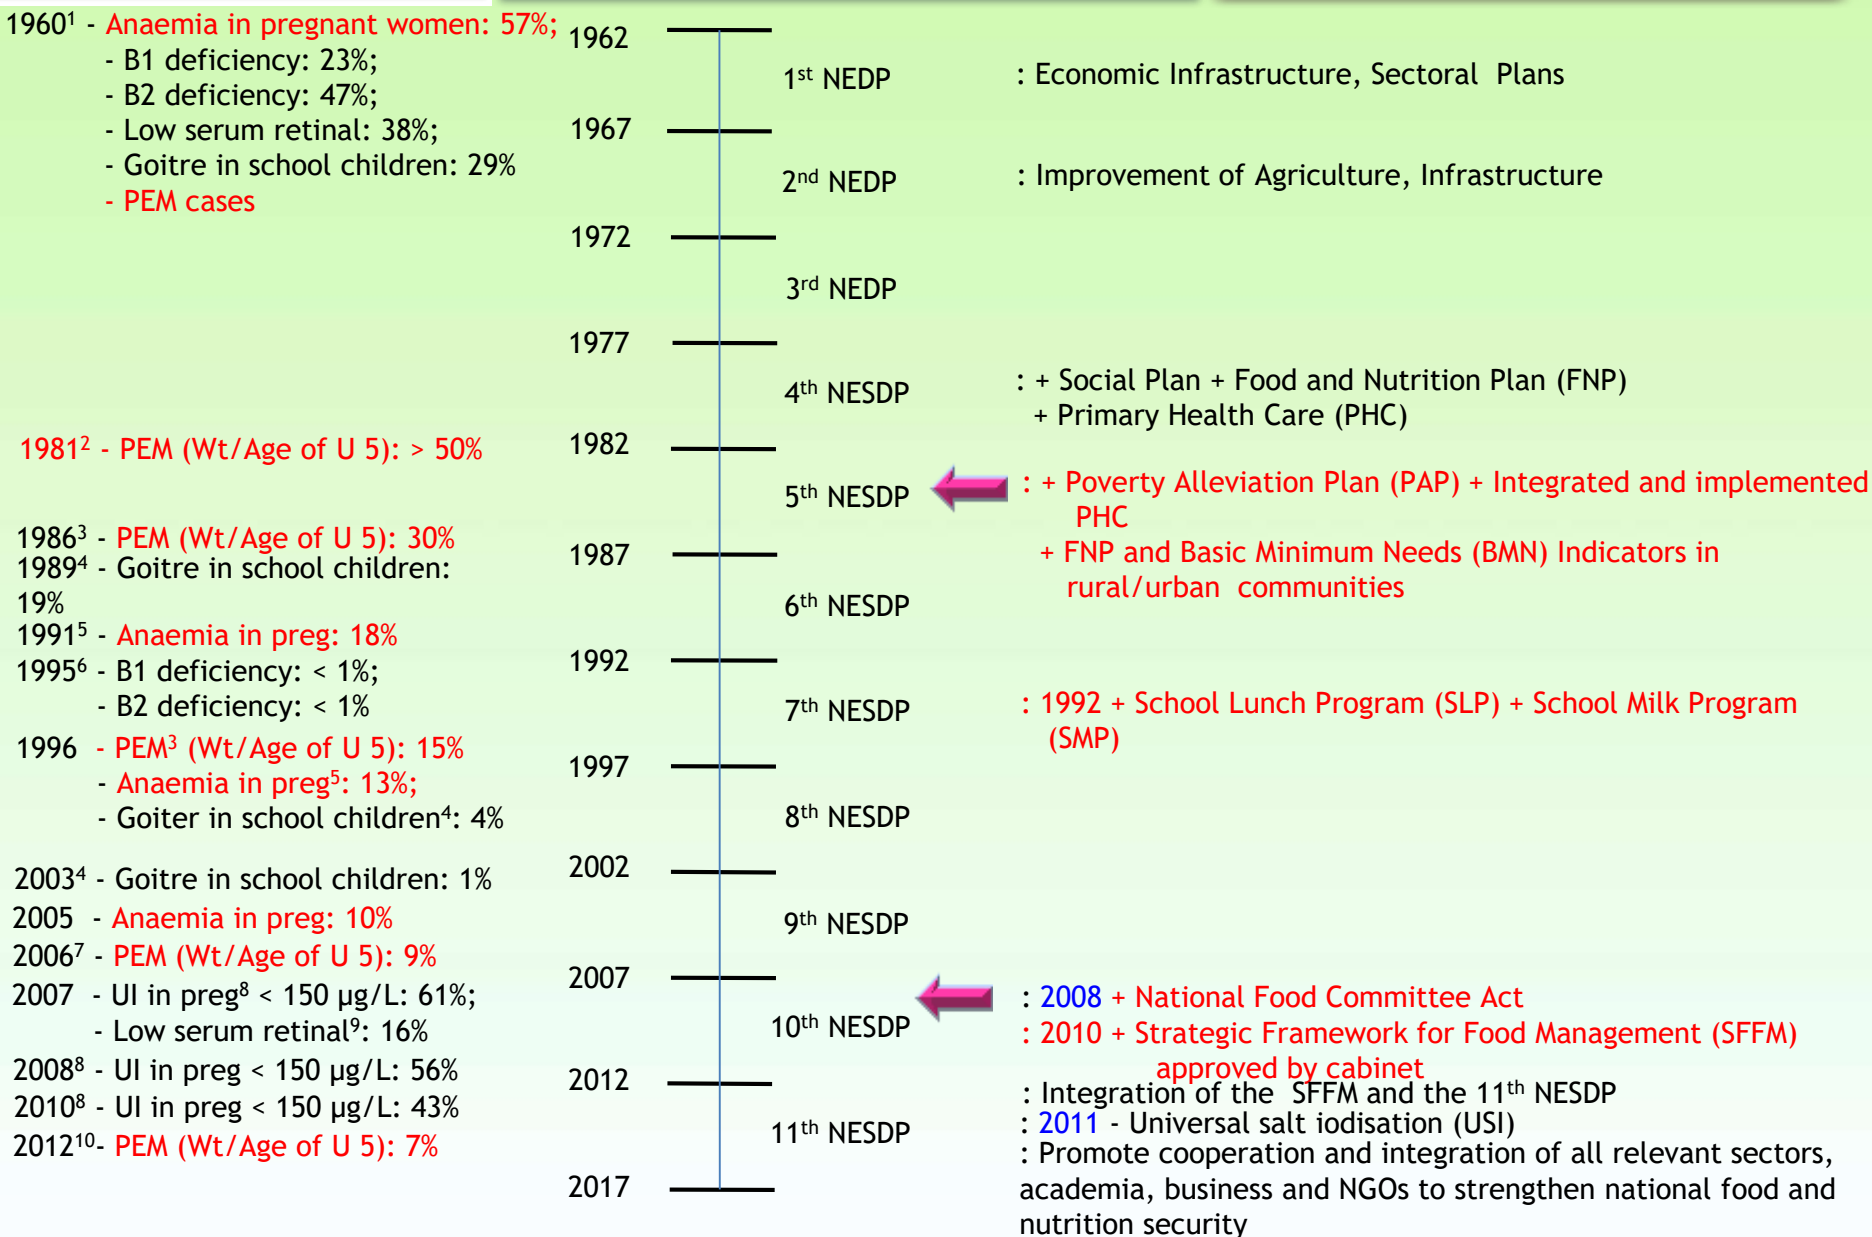 1960¹ - Anaemia in pregnant women: 57%;
- B1 deficiency: 23%;
- B2 deficiency: 47%;
- Low serum retinal: 38%;
- Goitre in school children: 29%
- PEM cases
1981² - PEM (Wt/Age of U 5): > 50%
1986³ - PEM (Wt/Age of U 5): 30%
1989⁴ - Goitre in school children:
19%
1991⁵ - Anaemia in preg: 18%
1995⁶ - B1 deficiency: < 1%;
- B2 deficiency: < 1%
1996 - PEM³ (Wt/Age of U 5): 15%
- Anaemia in preg⁵: 13%;
- Goiter in school children⁴: 4%
2003⁴ - Goitre in school children: 1%
2005 - Anaemia in preg: 10%
2006⁷ - PEM (Wt/Age of U 5): 9%
2007 - UI in preg⁸ < 150 µg/L: 61%;
- Low serum retinal⁹: 16%
2008⁸ - UI in preg < 150 µg/L: 56%
2010⁸ - UI in preg < 150 µg/L: 43%
2012¹⁰- PEM (Wt/Age of U 5): 7%
1962
1st NEDP : Economic Infrastructure, Sectoral Plans
1967
2nd NEDP : Improvement of Agriculture, Infrastructure
1972
3rd NEDP
1977
4th NESDP : + Social Plan + Food and Nutrition Plan (FNP)
+ Primary Health Care (PHC)
1982
5th NESDP : + Poverty Alleviation Plan (PAP) + Integrated and implemented
PHC
+ FNP and Basic Minimum Needs (BMN) Indicators in
rural/urban communities
1987
6th NESDP
1992
7th NESDP : 1992 + School Lunch Program (SLP) + School Milk Program
(SMP)
1997
8th NESDP
2002
9th NESDP
2007
10th NESDP : 2008 + National Food Committee Act
: 2010 + Strategic Framework for Food Management (SFFM)
approved by cabinet
2012
: Integration of the SFFM and the 11th NESDP
11th NESDP : 2011 - Universal salt iodisation (USI)
: Promote cooperation and integration of all relevant sectors,
academia, business and NGOs to strengthen national food and
nutrition security
2017